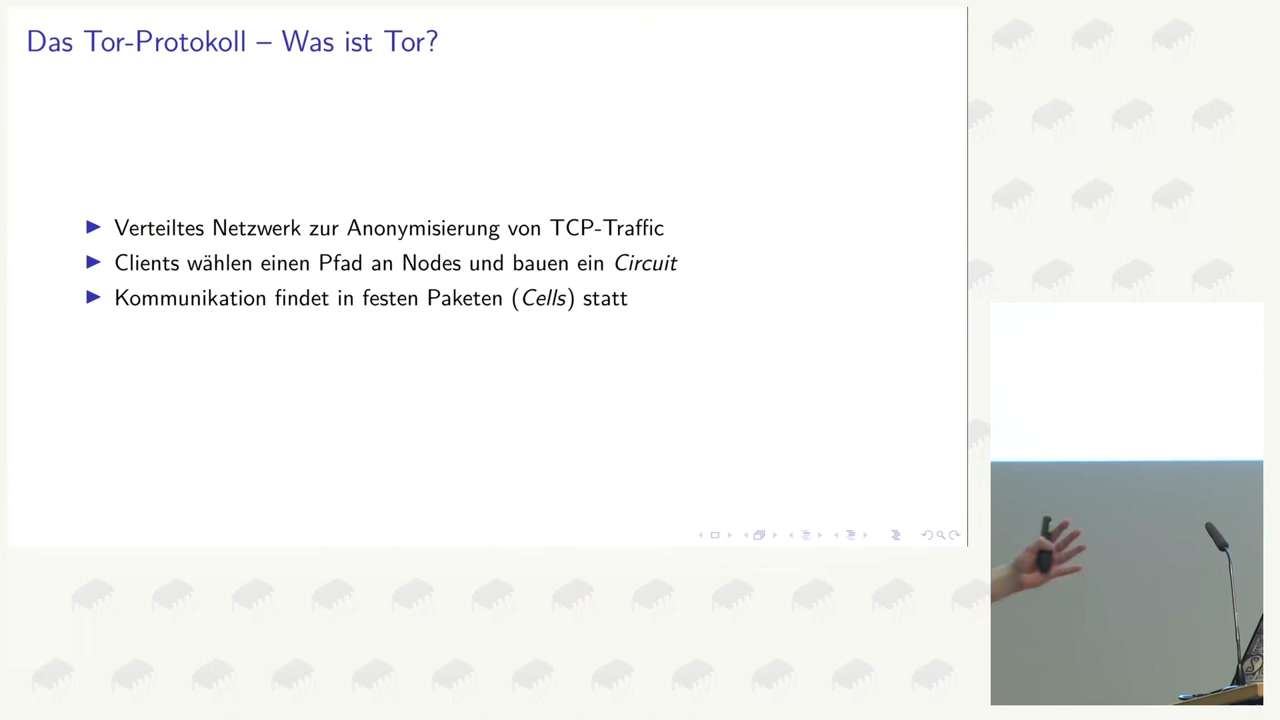 Das Tor-Protokoll – Was ist Tor?
Verteiltes Netzwerk zur Anonymisierung von TCP-Traffic
Clients wählen einen Pfad an Nodes und bauen ein Circuit
Kommunikation findet in festen Paketen (Cells) statt